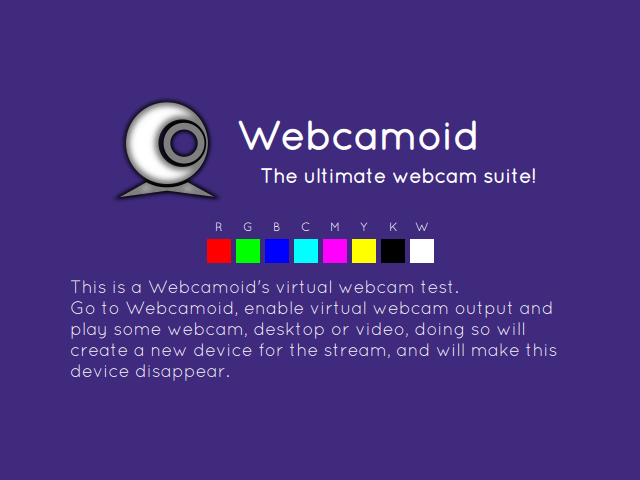 Webcamoid
The ultimate webcam suite!
R G B C M Y K W
This is a Webcamoid's virtual webcam test.
Go to Webcamoid, enable virtual webcam output and
play some webcam, desktop or video, doing so will
create a new device for the stream, and will make this
device disappear.